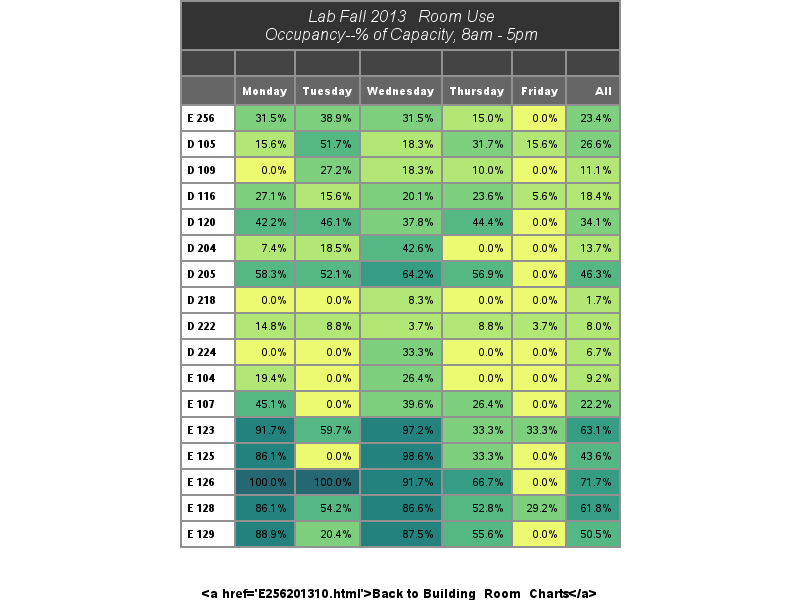 Lab Fall 2013 Room Use
Occupancy--% of Capacity, 8am - 5pm
Monday Tuesday Wednesday Thursday Friday All
E 256 31.5% 38.9% 31.5% 15.0% 0.0% 23.4%
D 105 15.6% 51.7% 18.3% 31.7% 15.6% 26.6%
D 109 0.0% 27.2% 18.3% 10.0% 0.0% 11.1%
D 116 27.1% 15.6% 20.1% 23.6% 5.6% 18.4%
D 120 42.2% 46.1% 37.8% 44.4% 0.0% 34.1%
D 204 7.4% 18.5% 42.6% 0.0% 0.0% 13.7%
D 205 58.3% 52.1% 64.2% 56.9% 0.0% 46.3%
D 218 0.0% 0.0% 8.3% 0.0% 0.0% 1.7%
D 222 14.8% 8.8% 3.7% 8.8% 3.7% 8.0%
D 224 0.0% 0.0% 33.3% 0.0% 0.0% 6.7%
E 104 19.4% 0.0% 26.4% 0.0% 0.0% 9.2%
E 107 45.1% 0.0% 39.6% 26.4% 0.0% 22.2%
E 123 91.7% 59.7% 97.2% 33.3% 33.3% 63.1%
E 125 86.1% 0.0% 98.6% 33.3% 0.0% 43.6%
E 126 100.0% 100.0% 91.7% 66.7% 0.0% 71.7%
E 128 86.1% 54.2% 86.6% 52.8% 29.2% 61.8%
E 129 88.9% 20.4% 87.5% 55.6% 0.0% 50.5%
<a href='E256201310.html'>Back to Building_Room_Charts</a>